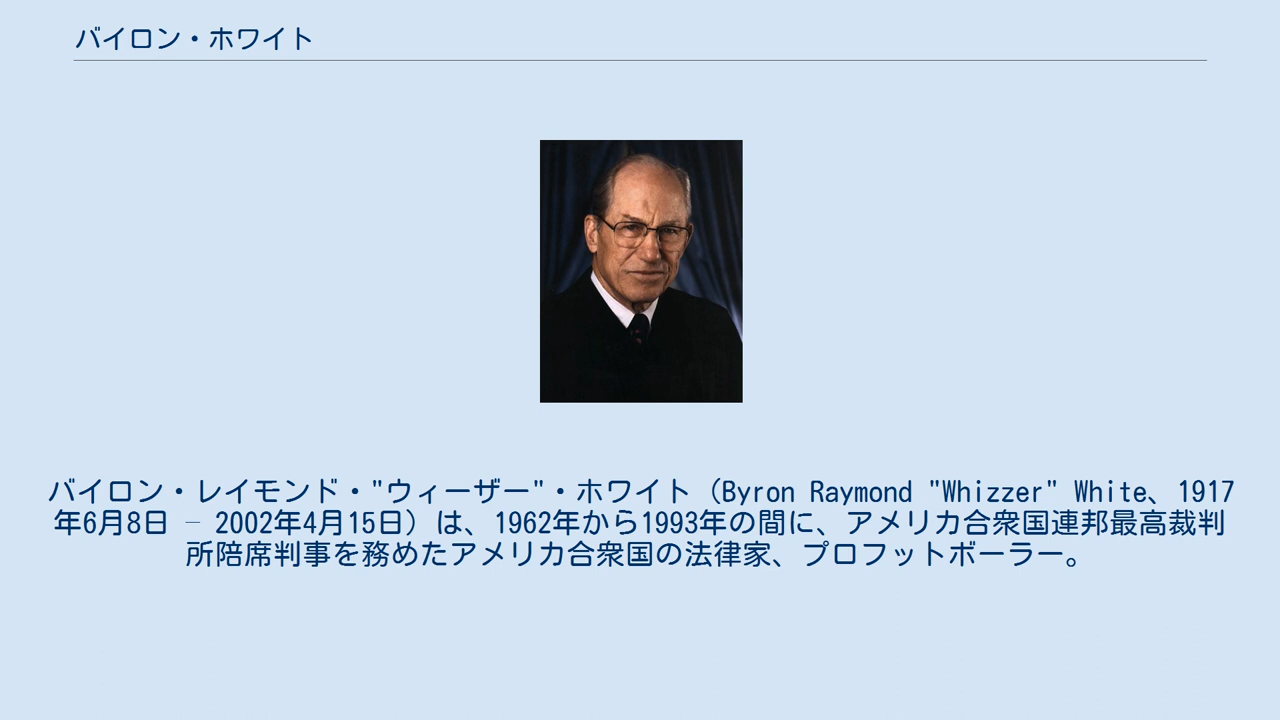 バイロン・ホワイト
バイロン・レイモンド・"ウィーザー"・ホワイト（Byron Raymond "Whizzer" White、1917
年6月8日 – 2002年4月15日）は、1962年から1993年の間に、アメリカ合衆国連邦最高裁判
所陪席判事を務めたアメリカ合衆国の法律家、プロフットボーラー。